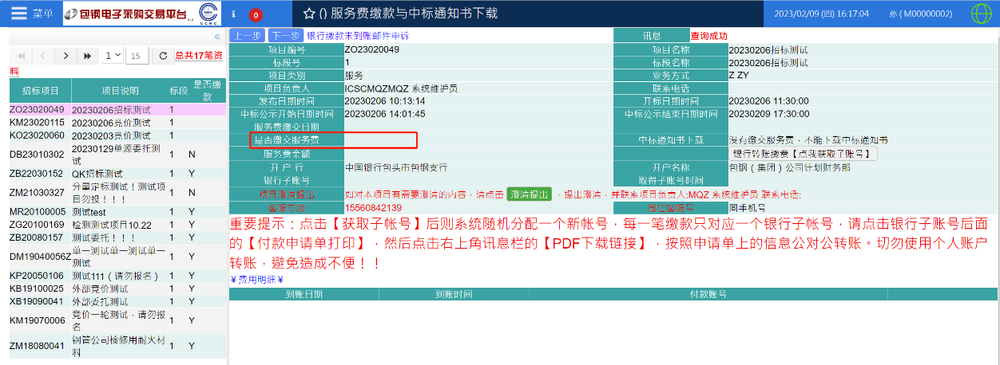 菜单 包钢电子采购交易平台 CCRC 0 () 服务费缴款与中标通知书下载 2023/02/09 (四) 16:17:04 孙 ( M00000002)
«
1 15 总共17笔资料
招标项目 项目说明 标段 是否缴款
ZO23020049 20230206招标测试 1
KM23020115 20230206竞价测试 1
KO23020060 20230203竞价测试 1
DB23010302 20230129单源委托测试 1 N
ZB22030152 QK招标测试 1 Y
ZM21030327 分量定标测试！测试项目勿投！！！ 1 N
MR20100005 测试test 1 Y
ZG20100169 检测测试项目10.22 1 Y
ZB20080157 测试委托！！！ 1 Y
DM19040056Z 单一测试单一测试单一测试 1 Y
KP20050106 测试111（请勿报名） 1 Y
KB19100025 外部竞价测试 1 Y
XB19090041 外部委托测试 1 Y
KM19070006 竞价一轮测试，请勿报名 1 Y
ZM18080041 钢管公司检修用耐火材料 1 Y
上一步 下一步 银行缴款未到账邮件申诉 讯息 查询成功
项目编号 ZO23020049 项目名称 20230206招标测试
标段号 1 标段名称 20230206招标测试
项目类别 服务 业务方式 Z ZY
项目负责人 ICSCMQZMQZ 系统维护员 联系电话
发布日期时间 20230206 10:13:14 开标日期时间 20230206 11:30:00
中标公示开始日期时间 20230206 14:01:45 中标公示结束日期时间 20230209 17:30:00
服务费缴交日期
是否缴交服务费 中标通知书下载 没有缴交服务费，不能下载中标通知书
服务费金额 银行转账缴费【点我获取子账号】
开 户 行 中国银行包头市包钢支行 开户名称 包钢（集团）公司计划财务部
银行子账号 取得子账号时间
项目澄清提出 如对本项目有需要澄清的内容，请点击 澄清提出 ，提出澄清，并联系项目负责人:MQZ 系统维护员 联系电话:
客服专线 15560842139 微信客服号 同手机号
重要提示：点击【获取子帐号】后则系统随机分配一个新帐号，每一笔缴款只对应一个银行子帐号，请点击银行子账号后面
的【付款申请单打印】，然后点击右上角讯息栏的【PDF下载链接】，按照申请单上的信息公对公转账。切勿使用个人账户
转账，避免造成不便！！
￥费用明细￥
到账日期 到账时间 付款账号